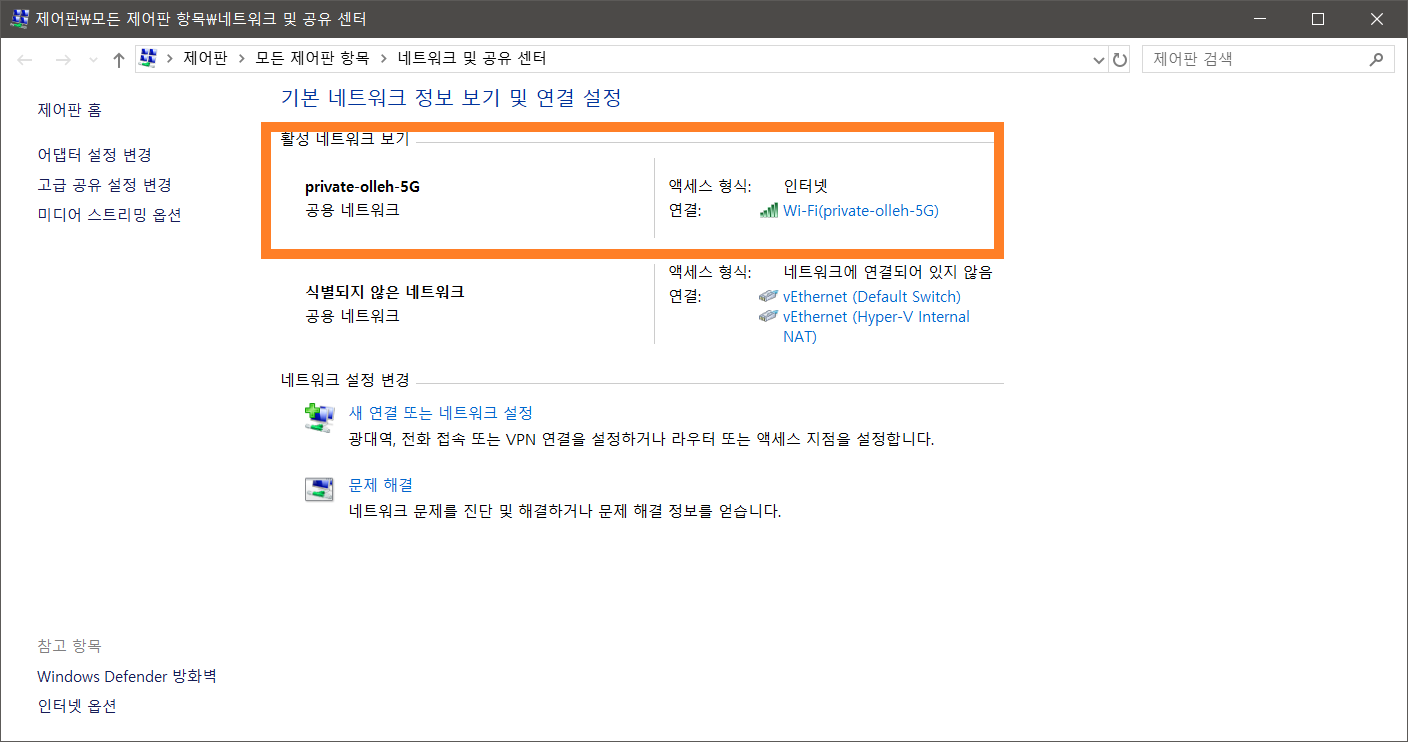 제어판₩모든 제어판 항목₩네트워크 및 공유 센터
제어판 > 모든 제어판 항목 > 네트워크 및 공유 센터
제어판 검색
제어판 홈
어댑터 설정 변경
고급 공유 설정 변경
미디어 스트리밍 옵션
기본 네트워크 정보 보기 및 연결 설정
활성 네트워크 보기
private-olleh-5G
공용 네트워크
액세스 형식: 인터넷
연결: Wi-Fi(private-olleh-5G)
식별되지 않은 네트워크
공용 네트워크
액세스 형식: 네트워크에 연결되어 있지 않음
연결: vEthernet (Default Switch)
vEthernet (Hyper-V Internal
NAT)
네트워크 설정 변경
새 연결 또는 네트워크 설정
광대역, 전화 접속 또는 VPN 연결을 설정하거나 라우터 또는 액세스 지점을 설정합니다.
문제 해결
네트워크 문제를 진단 및 해결하거나 문제 해결 정보를 얻습니다.
참고 항목
Windows Defender 방화벽
인터넷 옵션